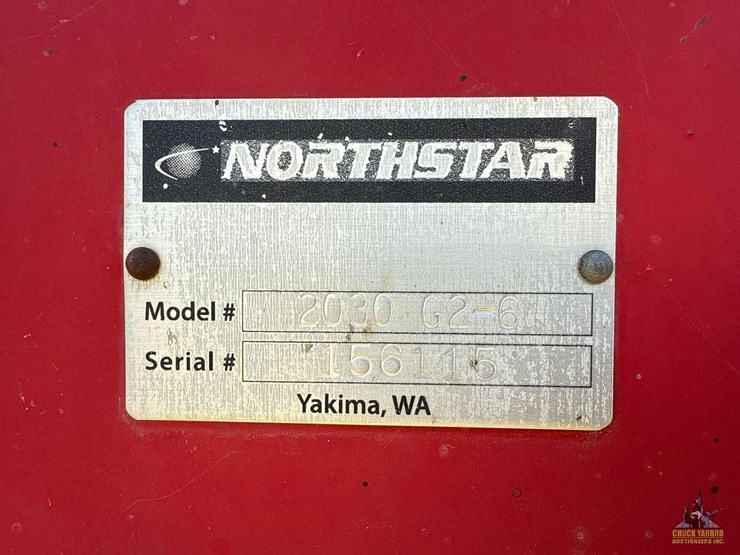 NORTHSTAR
Model # 2030 G2-6
Serial # 156115
Yakima, WA
CHUCK YARBRO
AUCTIONEERS INC.